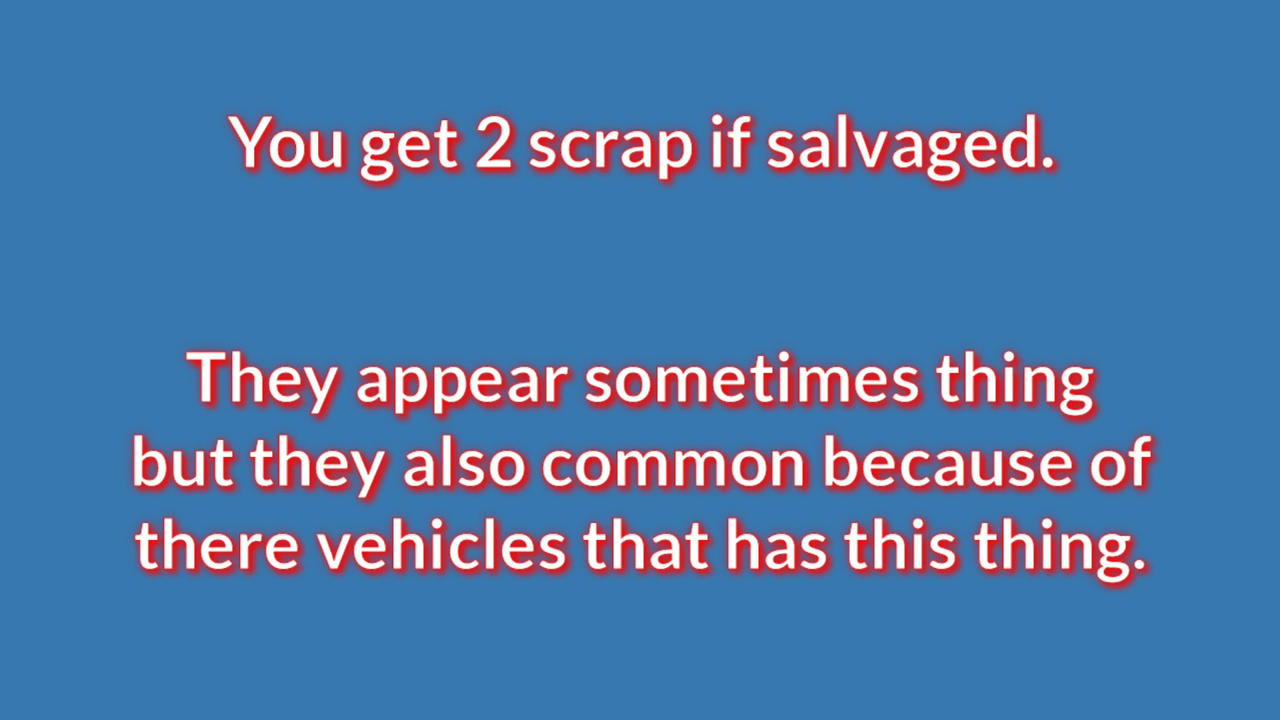 You get 2 scrap if salvaged.
They appear sometimes thing
but they also common because of
there vehicles that has this thing.